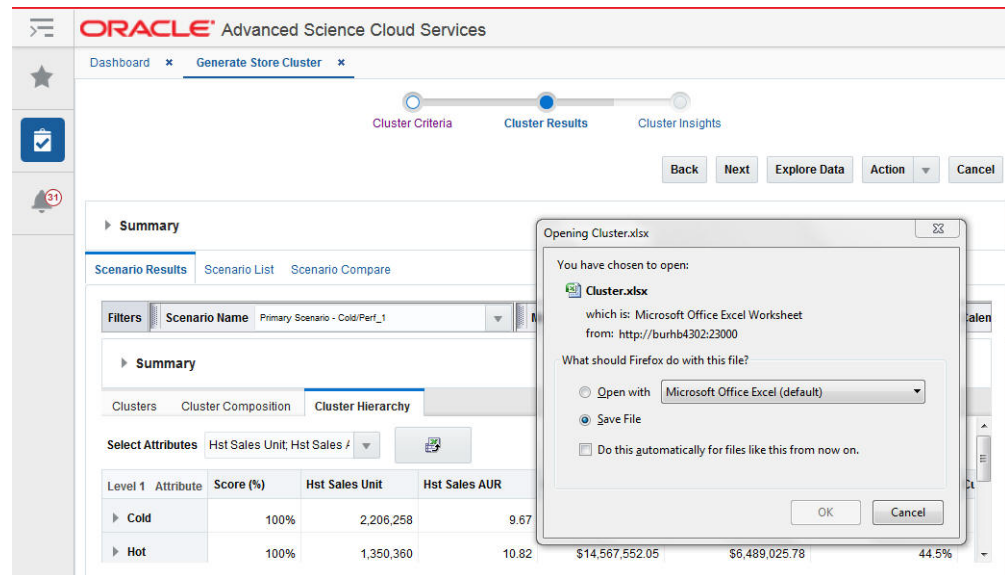 ORACLE® Advanced Science Cloud Services
Dashboard × Generate Store Cluster ×
Cluster Criteria Cluster Results Cluster Insights
31
Back Next Explore Data Action Cancel
Summary
Scenario Results Scenario List Scenario Compare
Filters Scenario Name Primary Scenario - Cold/Perf_1
Summary
Clusters Cluster Composition Cluster Hierarchy
Select Attributes Hst Sales Unit; Hst Sales
Level 1 Attribute Score (%) Hst Sales Unit Hst Sales AUR
Cold 100% 2,206,258 9.67
Hot 100% 1,350,360 10.82 $14,567,552.05 $6,489,025.78 44.5%
Opening Cluster.xlsx
You have chosen to open:
Cluster.xlsx
which is: Microsoft Office Excel Worksheet
from: http://burhb4302:23000
What should Firefox do with this file?
Open with Microsoft Office Excel (default)
Save File
Do this automatically for files like this from now on.
OK Cancel